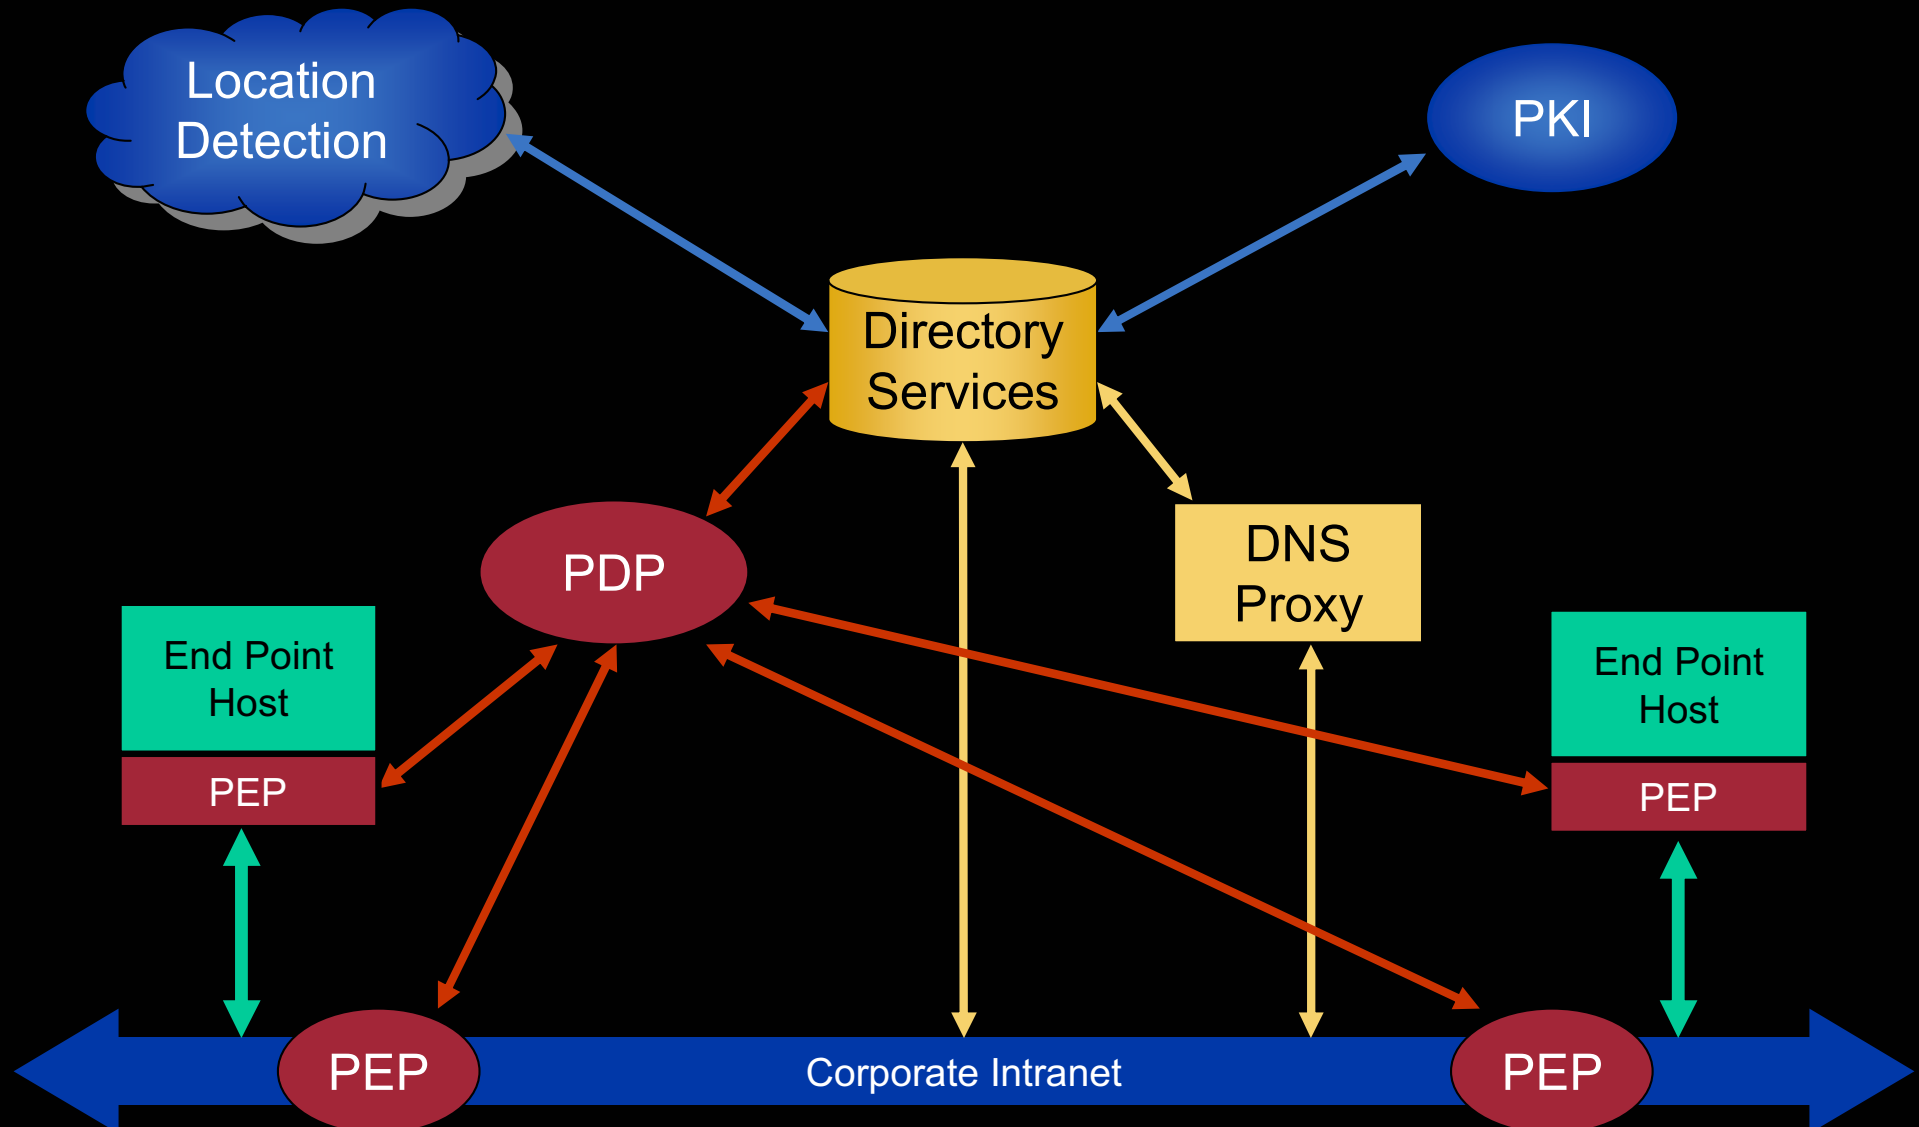 Location
Detection
PKI
Directory
Services
PDP
DNS
Proxy
End Point
Host
PEP
End Point
Host
PEP
PEP
Corporate Intranet
PEP